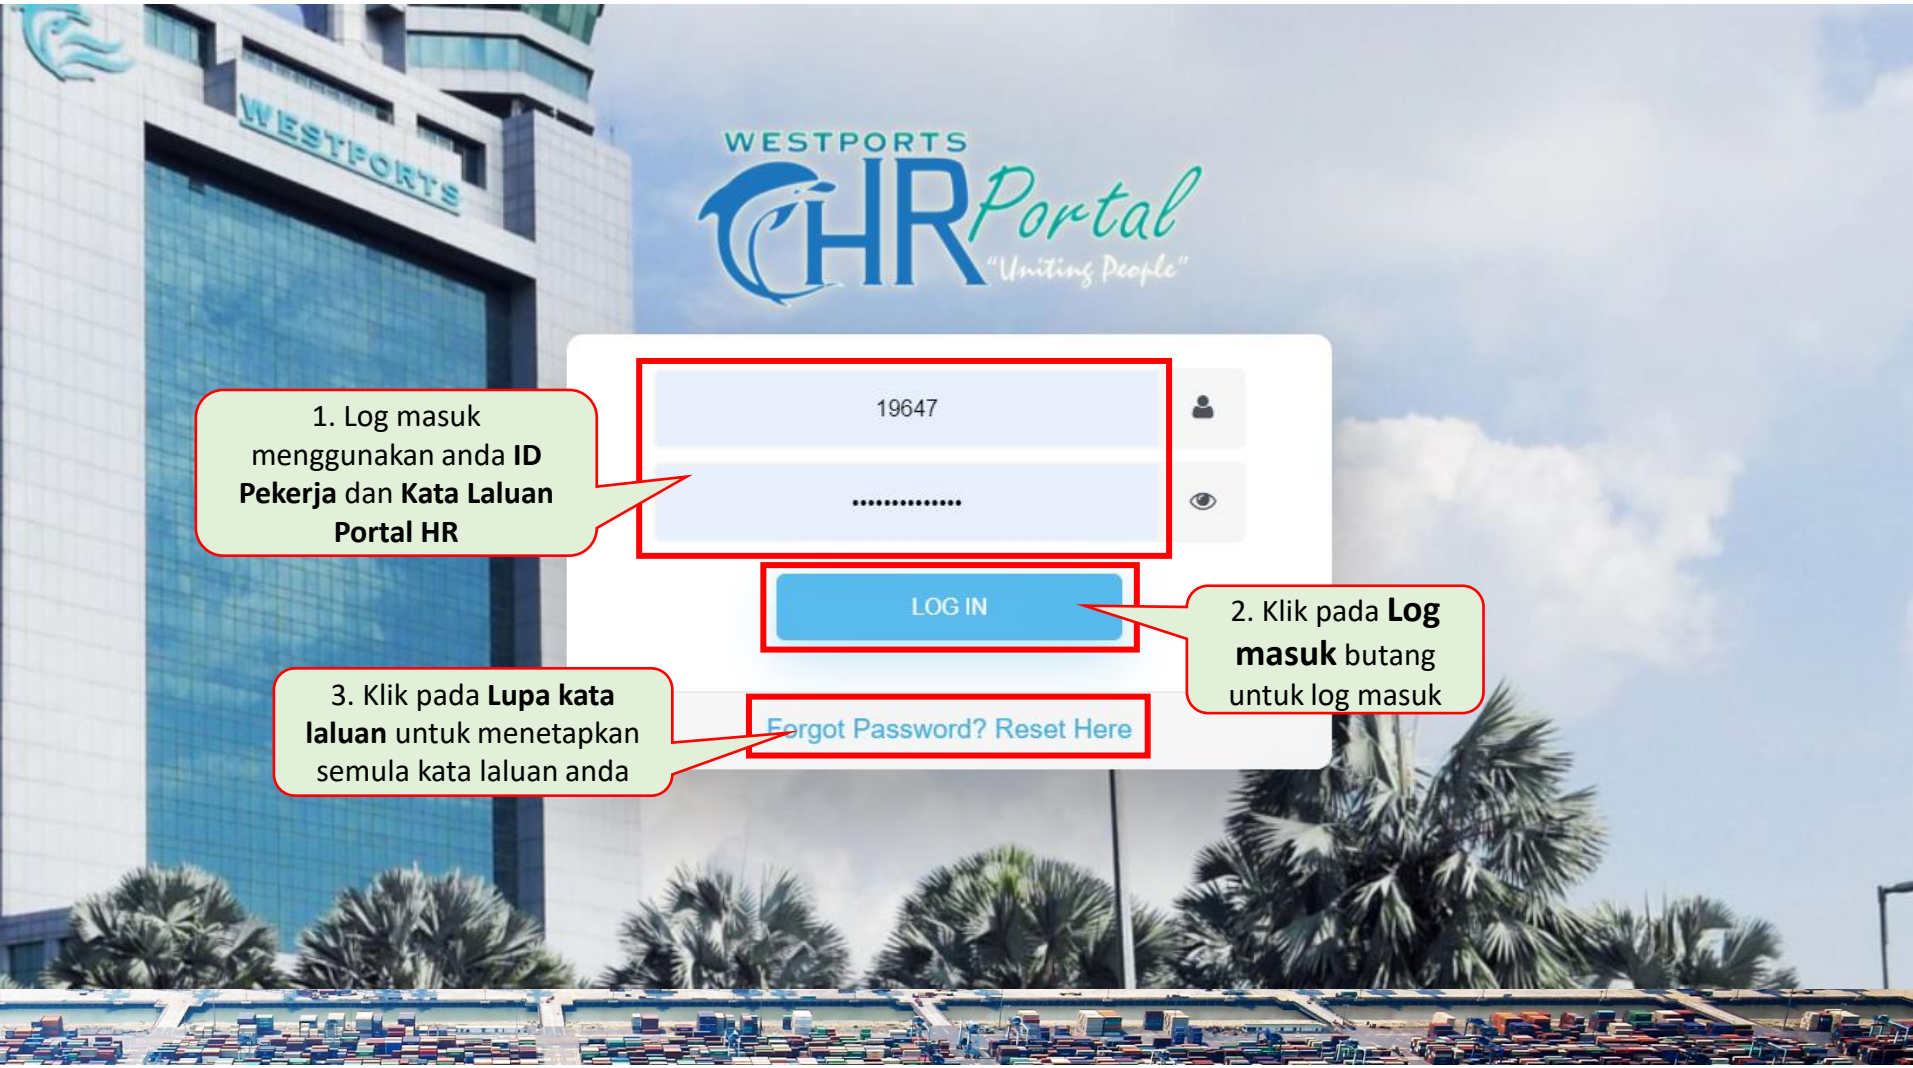 WESTPORTS
WESTPORTS
HR Portal
"Uniting People"
19647
••••••••••••••
1. Log masuk
menggunakan anda ID
Pekerja dan Kata Laluan
Portal HR
LOG IN
2. Klik pada Log
masuk butang
untuk log masuk
3. Klik pada Lupa kata
laluan untuk menetapkan
semula kata laluan anda
Forgot Password? Reset Here